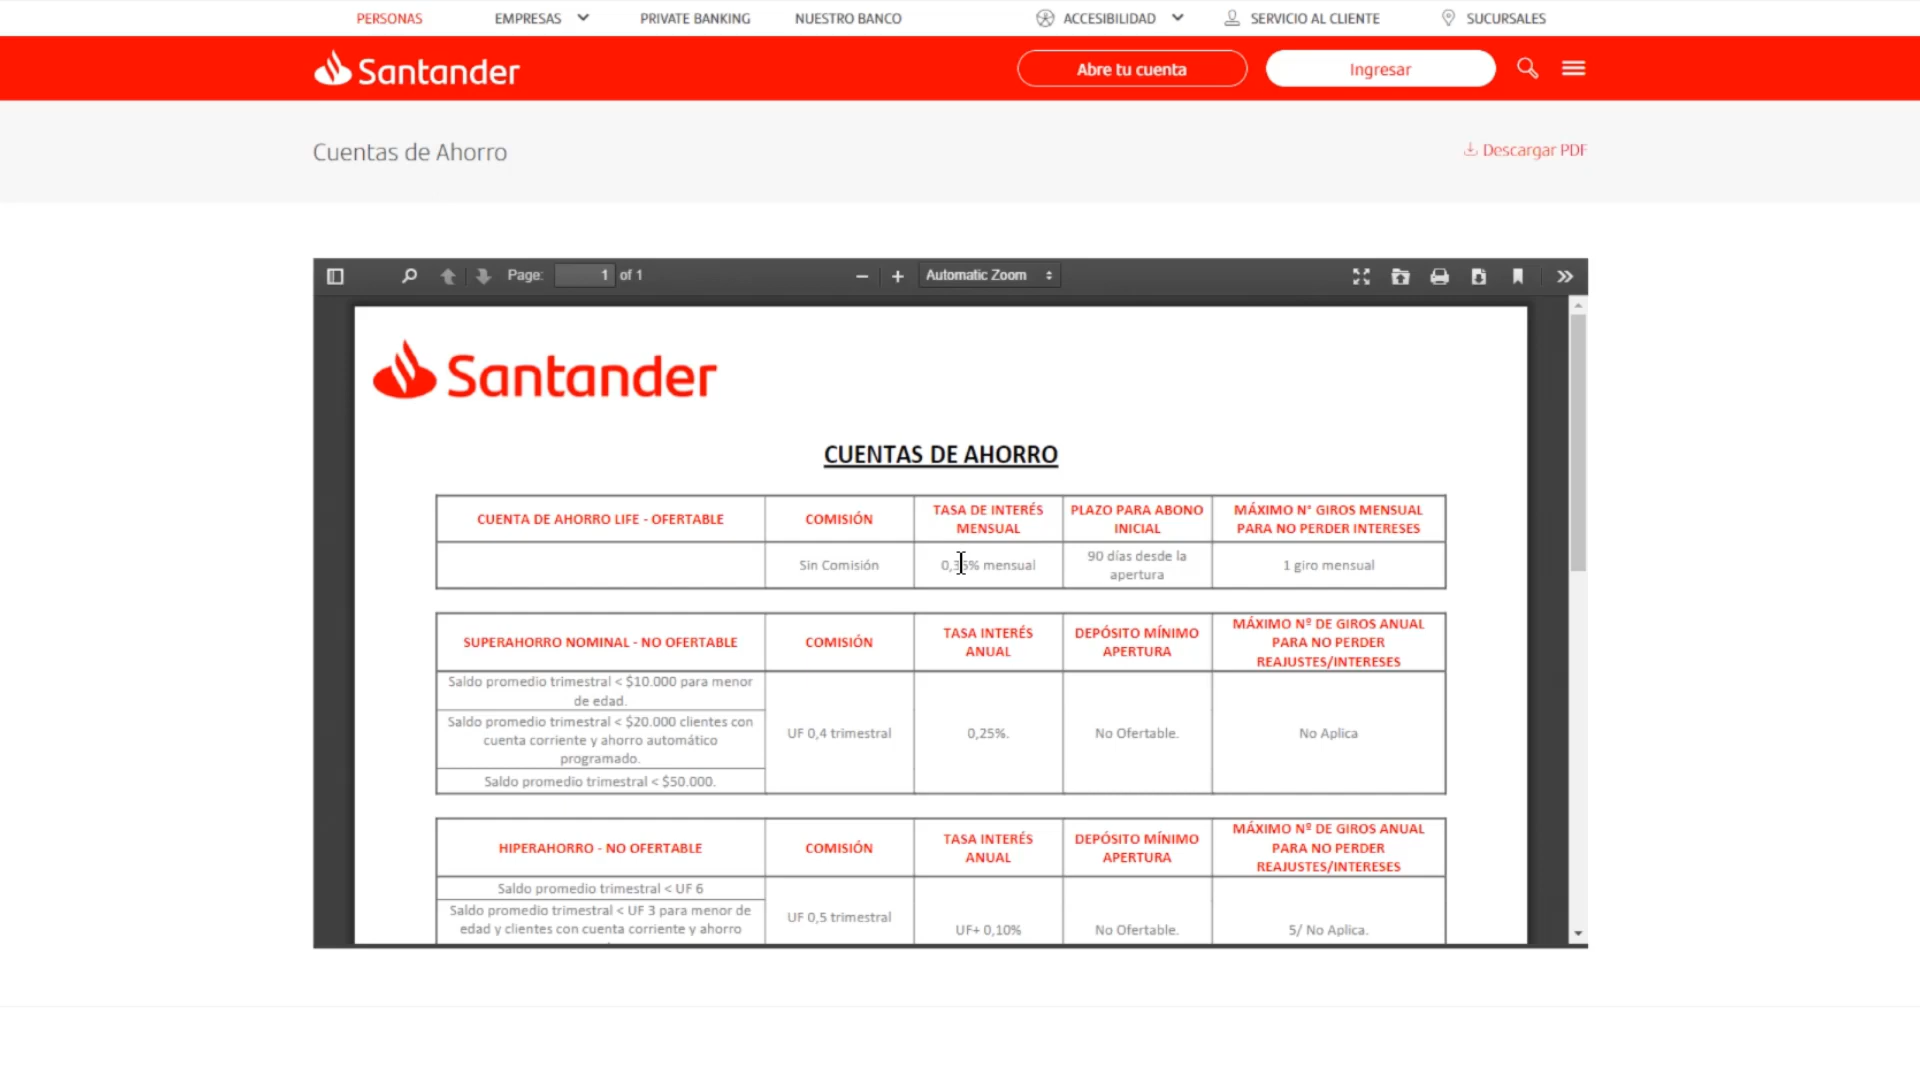 PERSONAS EMPRESAS PRIVATE BANKING NUESTRO BANCO ACCESIBILIDAD SERVICIO AL CLIENTE SUCURSALES
Santander Abre tu cuenta Ingresar
Cuentas de Ahorro Descargar PDF
Page: 1 of 1 Automatic Zoom
Santander
CUENTAS DE AHORRO
CUENTA DE AHORRO LIFE - OFERTABLE
COMISIÓN
TASA DE INTERÉS
MENSUAL
PLAZO PARA ABONO
INICIAL
MÁXIMO N° GIROS MENSUAL
PARA NO PERDER INTERESES
Sin Comisión
mensual
90 días desde la
apertura
1 giro mensual
SUPERAHORRO NOMINAL - NO OFERTABLE
COMISIÓN
TASA INTERÉS
ANUAL
DEPÓSITO MÍNIMO
APERTURA
MÁXIMO Nº DE GIROS ANUAL
PARA NO PERDER
REAJUSTES/INTERESES
Saldo promedio trimestral < $10.000 para menor
de edad.
Saldo promedio trimestral < $20.000 clientes con
cuenta corriente y ahorro automático
programado.
Saldo promedio trimestral < $50.000.
UF 0,4 trimestral
0,25%.
No Ofertable.
No Aplica
HIPERAHORRO - NO OFERTABLE
COMISIÓN
TASA INTERÉS
ANUAL
DEPÓSITO MÍNIMO
APERTURA
MÁXIMO Nº DE GIROS ANUAL
PARA NO PERDER
REAJUSTES/INTERESES
Saldo promedio trimestral < UF 6
Saldo promedio trimestral < UF 3 para menor de
edad y clientes con cuenta corriente y ahorro
UF 0,5 trimestral
UF+ 0,10%
No Ofertable.
5/ No Aplica.